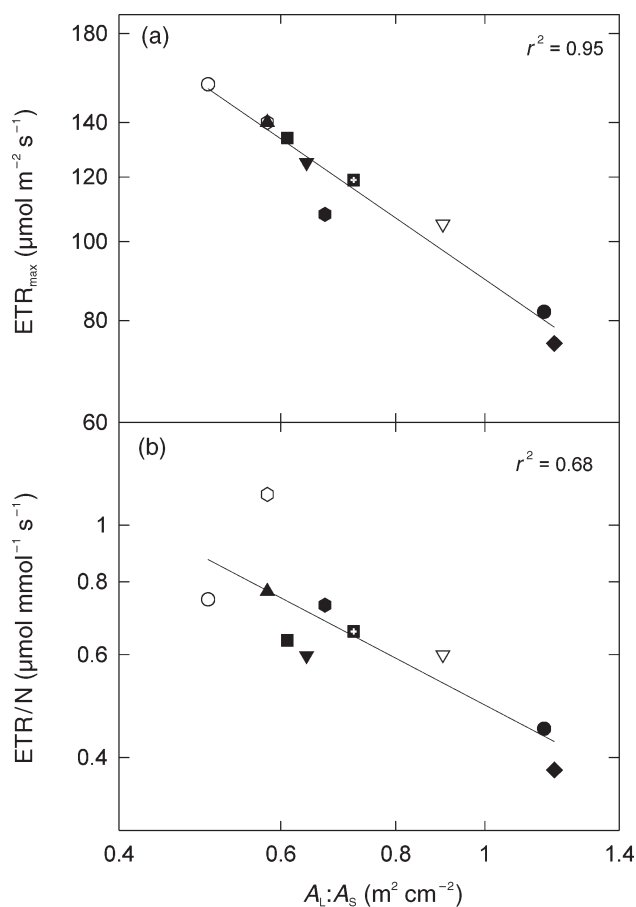 (a)
r² = 0.95
180
140
120
100
80
60
ETRmax (µmol m⁻² s⁻¹)
(b)
r² = 0.68
1
0.8
0.6
0.4
ETR/N (µmol mmol⁻¹ s⁻¹)
0.4 0.6 0.8 1 1.4
AL:AS (m² cm⁻²)